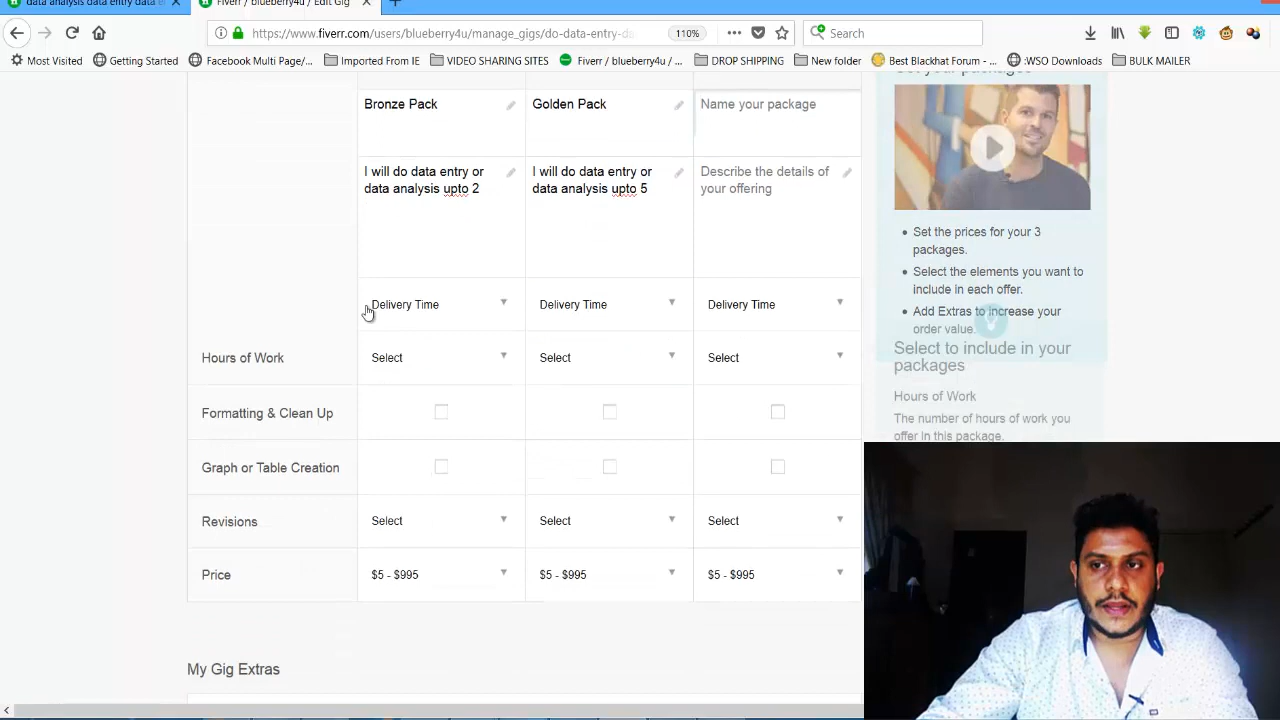 data analysis data entry data e
Fiverr / blueberry4u / Edit Gig
https://www.fiverr.com/users/bluebery4u/manage_gigs/do-data-entry-da
110%
Search
Most Visited
Getting Started
Facebook Multi Page/...
Imported From IE
VIDEO SHARING SITES
Fiverr / blueberry4u / ...
DROP SHIPPING
New folder
Best Blackhat Forum - ...
:WSO Downloads
BULK MAILER
Bronze Pack
Golden Pack
Name your package
I will do data entry or
data analysis upto 2
I will do data entry or
data analysis upto 5
Describe the details of
your offering
Delivery Time
Delivery Time
Delivery Time
Hours of Work
Select
Select
Select
Formatting & Clean Up
Graph or Table Creation
Revisions
Select
Select
Select
Price
$5 - $995
$5 - $995
$5 - $995
My Gig Extras
Set the prices for your 3
packages.
Select the elements you want to
include in each offer.
Add Extras to increase your
order value.
Select to include in your
packages
Hours of Work
The number of hours of work you
offer in this package.